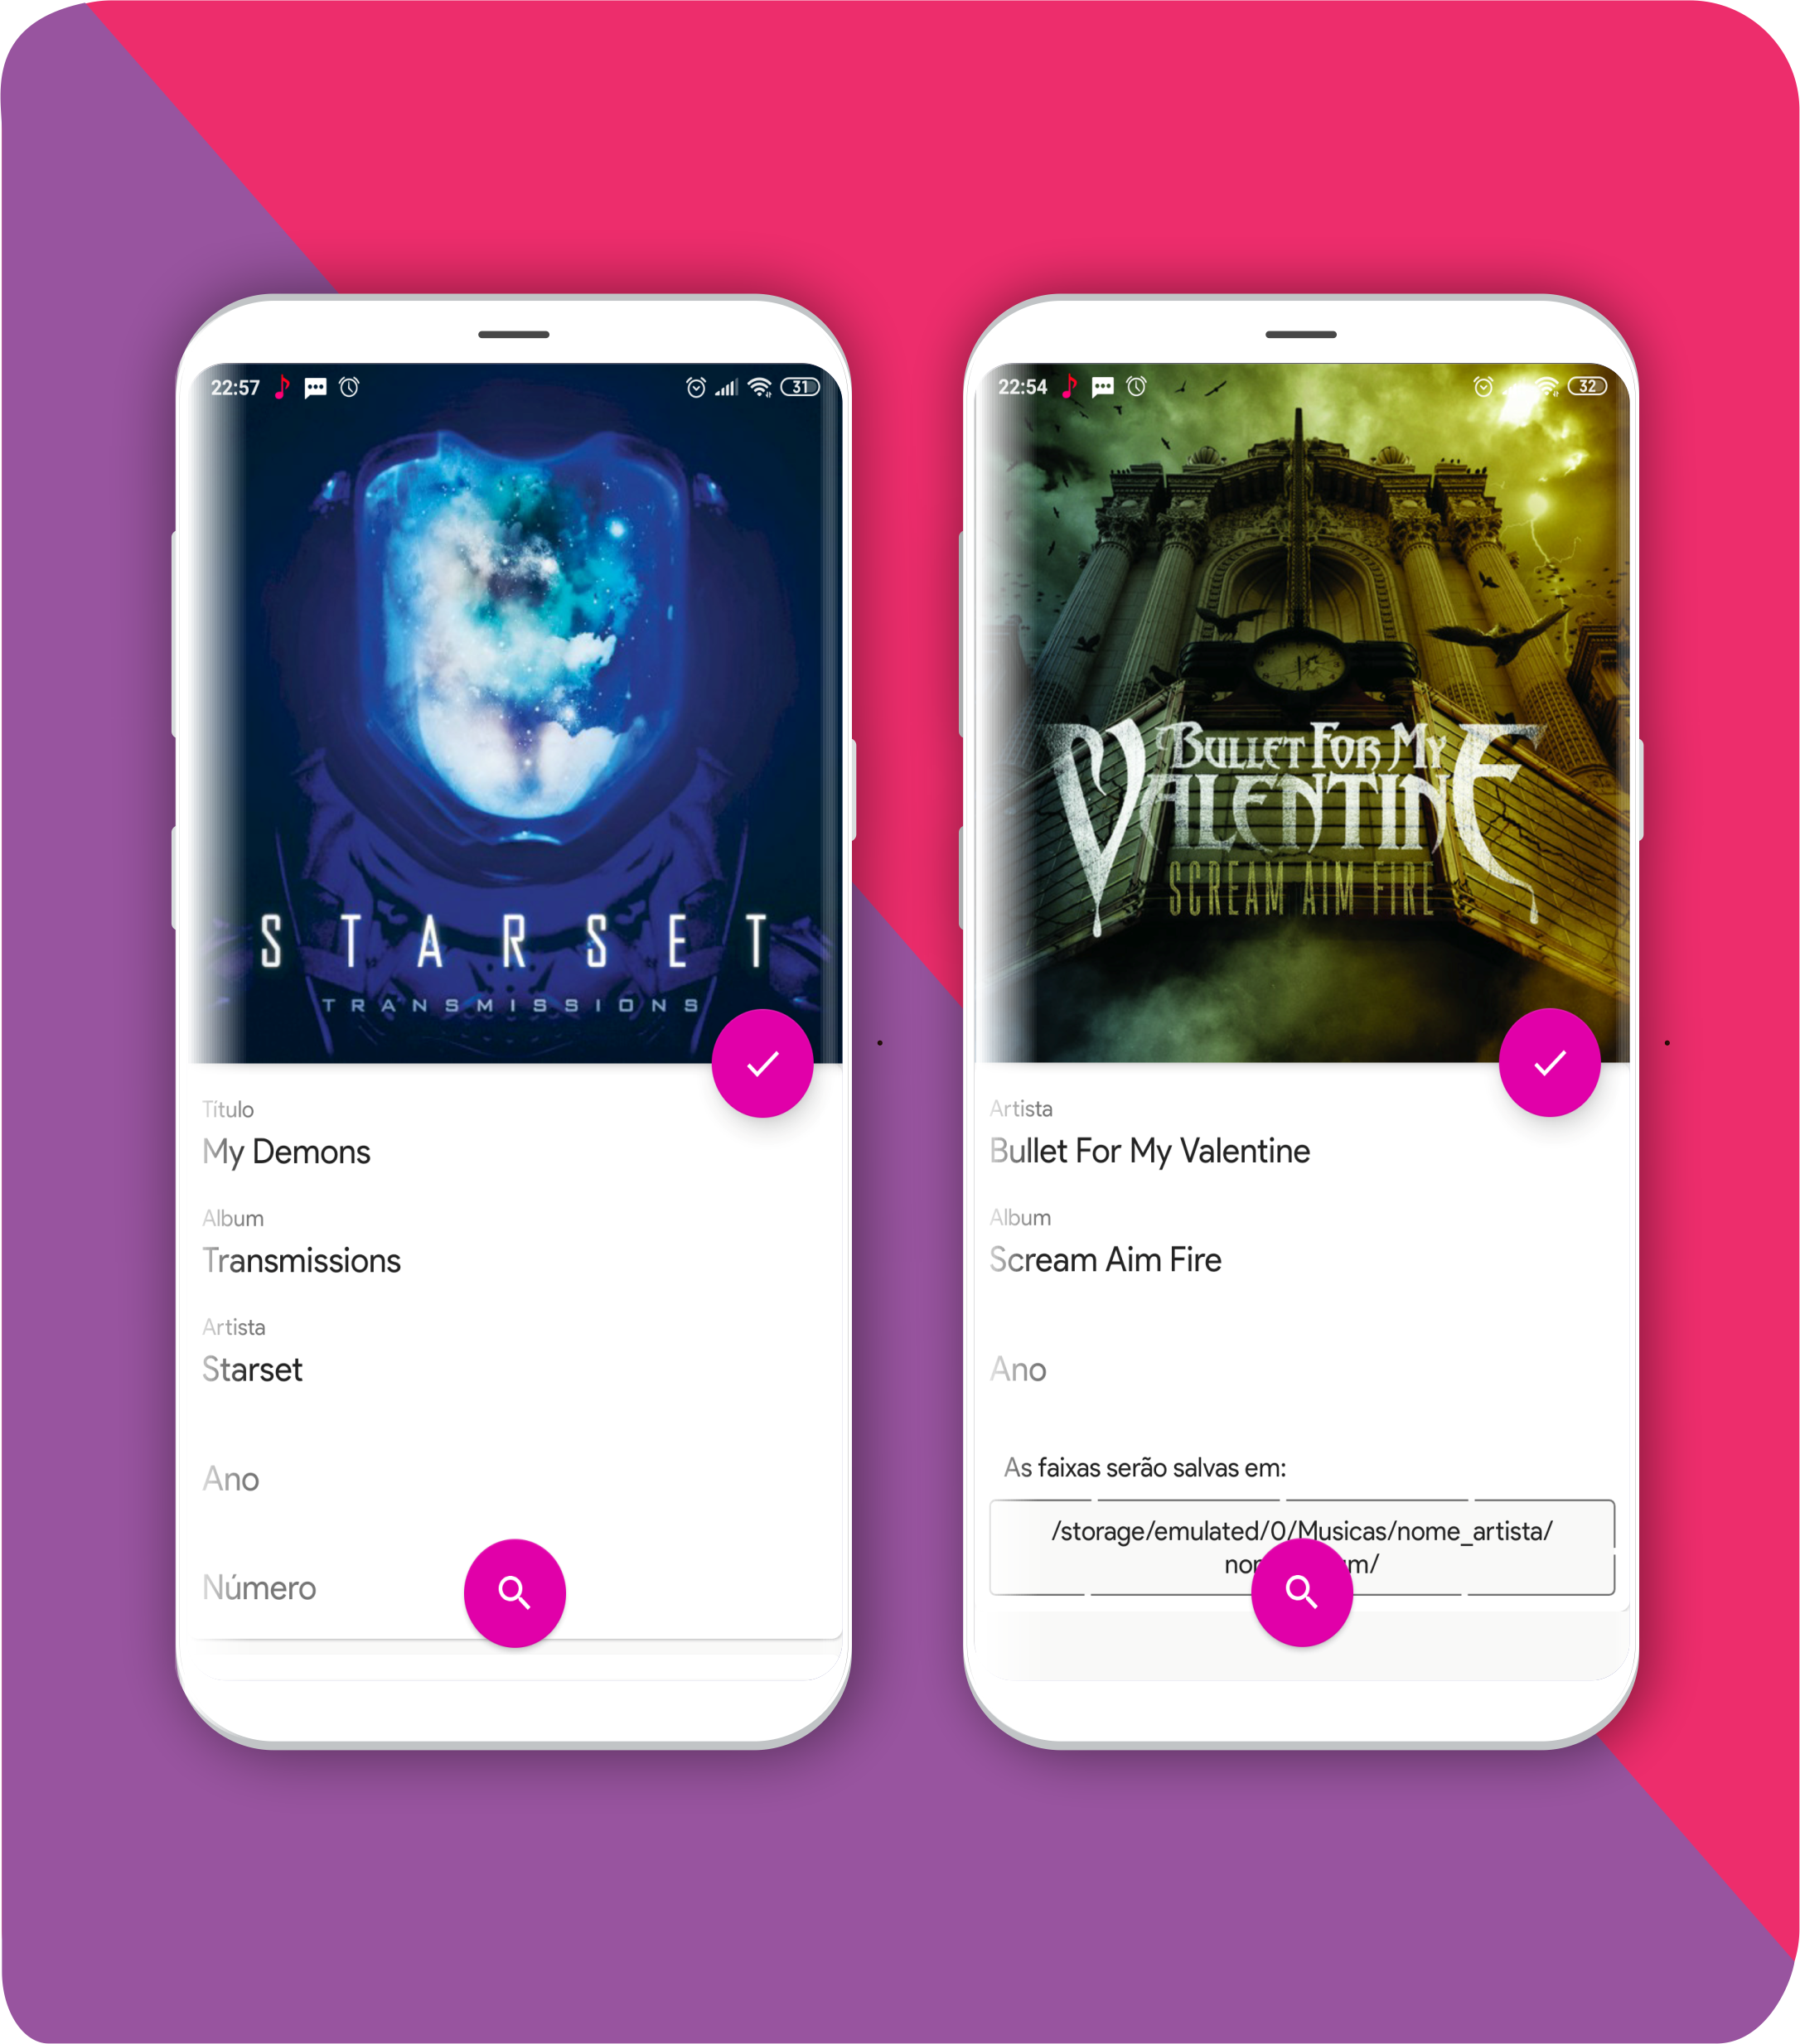 22:57
31
STARSET
TRANSMISSIONS
Título
My Demons
Album
Transmissions
Artista
Starset
Ano
Número
22:54
32
BULLET FOR MY
VALENTINE
SCREAM AIM FIRE
Artista
Bullet For My Valentine
Album
Scream Aim Fire
Ano
As faixas serão salvas em:
/storage/emulated/0/Musicas/nome_artista/